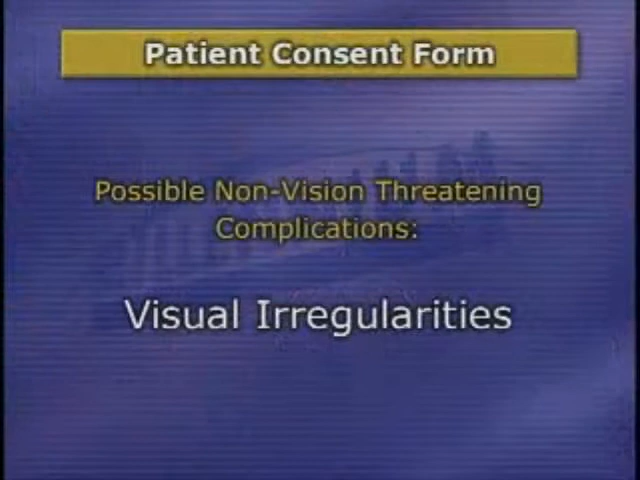 Patient Consent Form
Possible Non-Vision Threatening
Complications:
Visual Irregularities